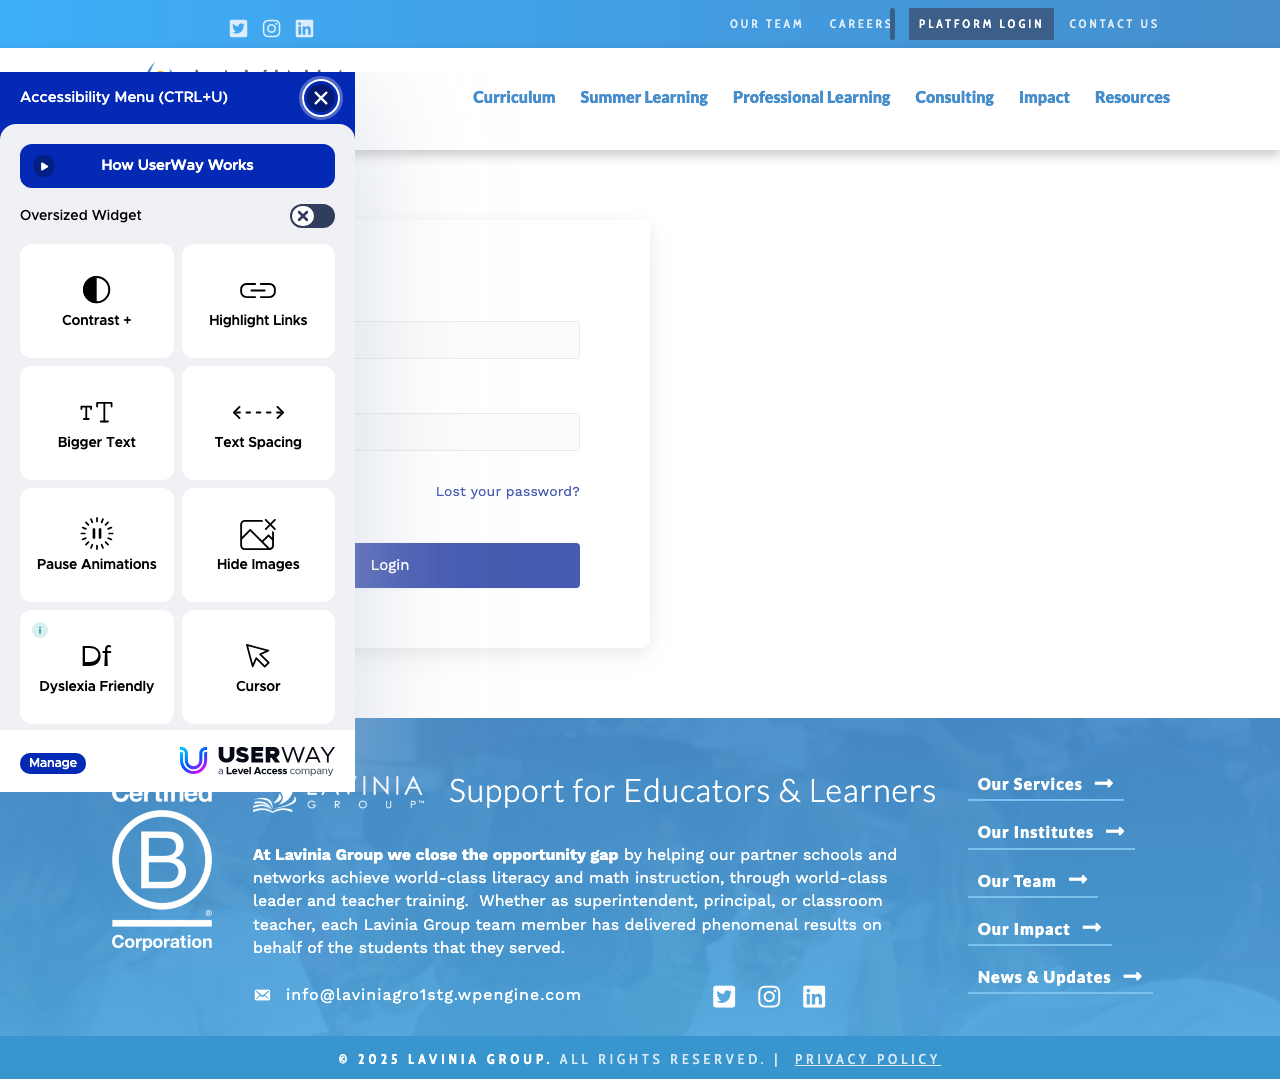 OUR TEAM CAREERS PLATFORM LOGIN CONTACT US
Curriculum Summer Learning Professional Learning Consulting Impact Resources
Accessibility Menu (CTRL+U)
How UserWay Works
Oversized Widget
Contrast +
Highlight Links
Bigger Text
Text Spacing
Pause Animations
Hide Images
Dyslexia Friendly
Cursor
Manage
USERWAY
a Level Access company
Lost your password?
Login
Certified
B
®
Corporation
LAVINIA
GROUP™
Support for Educators & Learners
At Lavinia Group we close the opportunity gap by helping our partner schools and
networks achieve world-class literacy and math instruction, through world-class
leader and teacher training. Whether as superintendent, principal, or classroom
teacher, each Lavinia Group team member has delivered phenomenal results on
behalf of the students that they served.
info@laviniagro1stg.wpengine.com
Our Services
Our Institutes
Our Team
Our Impact
News & Updates
© 2025 LAVINIA GROUP. ALL RIGHTS RESERVED. | PRIVACY POLICY